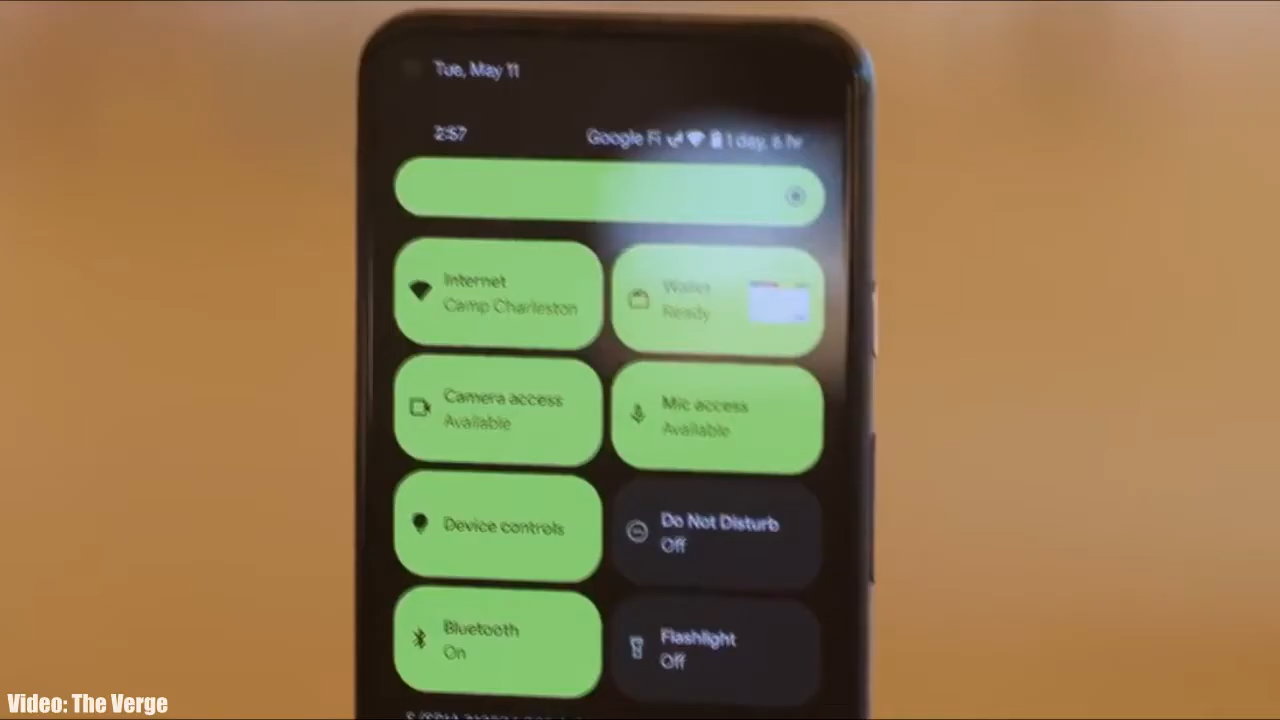 Tue, May 11
2:57
Google Fi 1 day, 6 hr
Internet
Camp Charleston
Wallet
Ready
Camera access
Available
Mic access
Available
Device controls
Do Not Disturb
Off
Bluetooth
On
Flashlight
Off
Video: The Verge